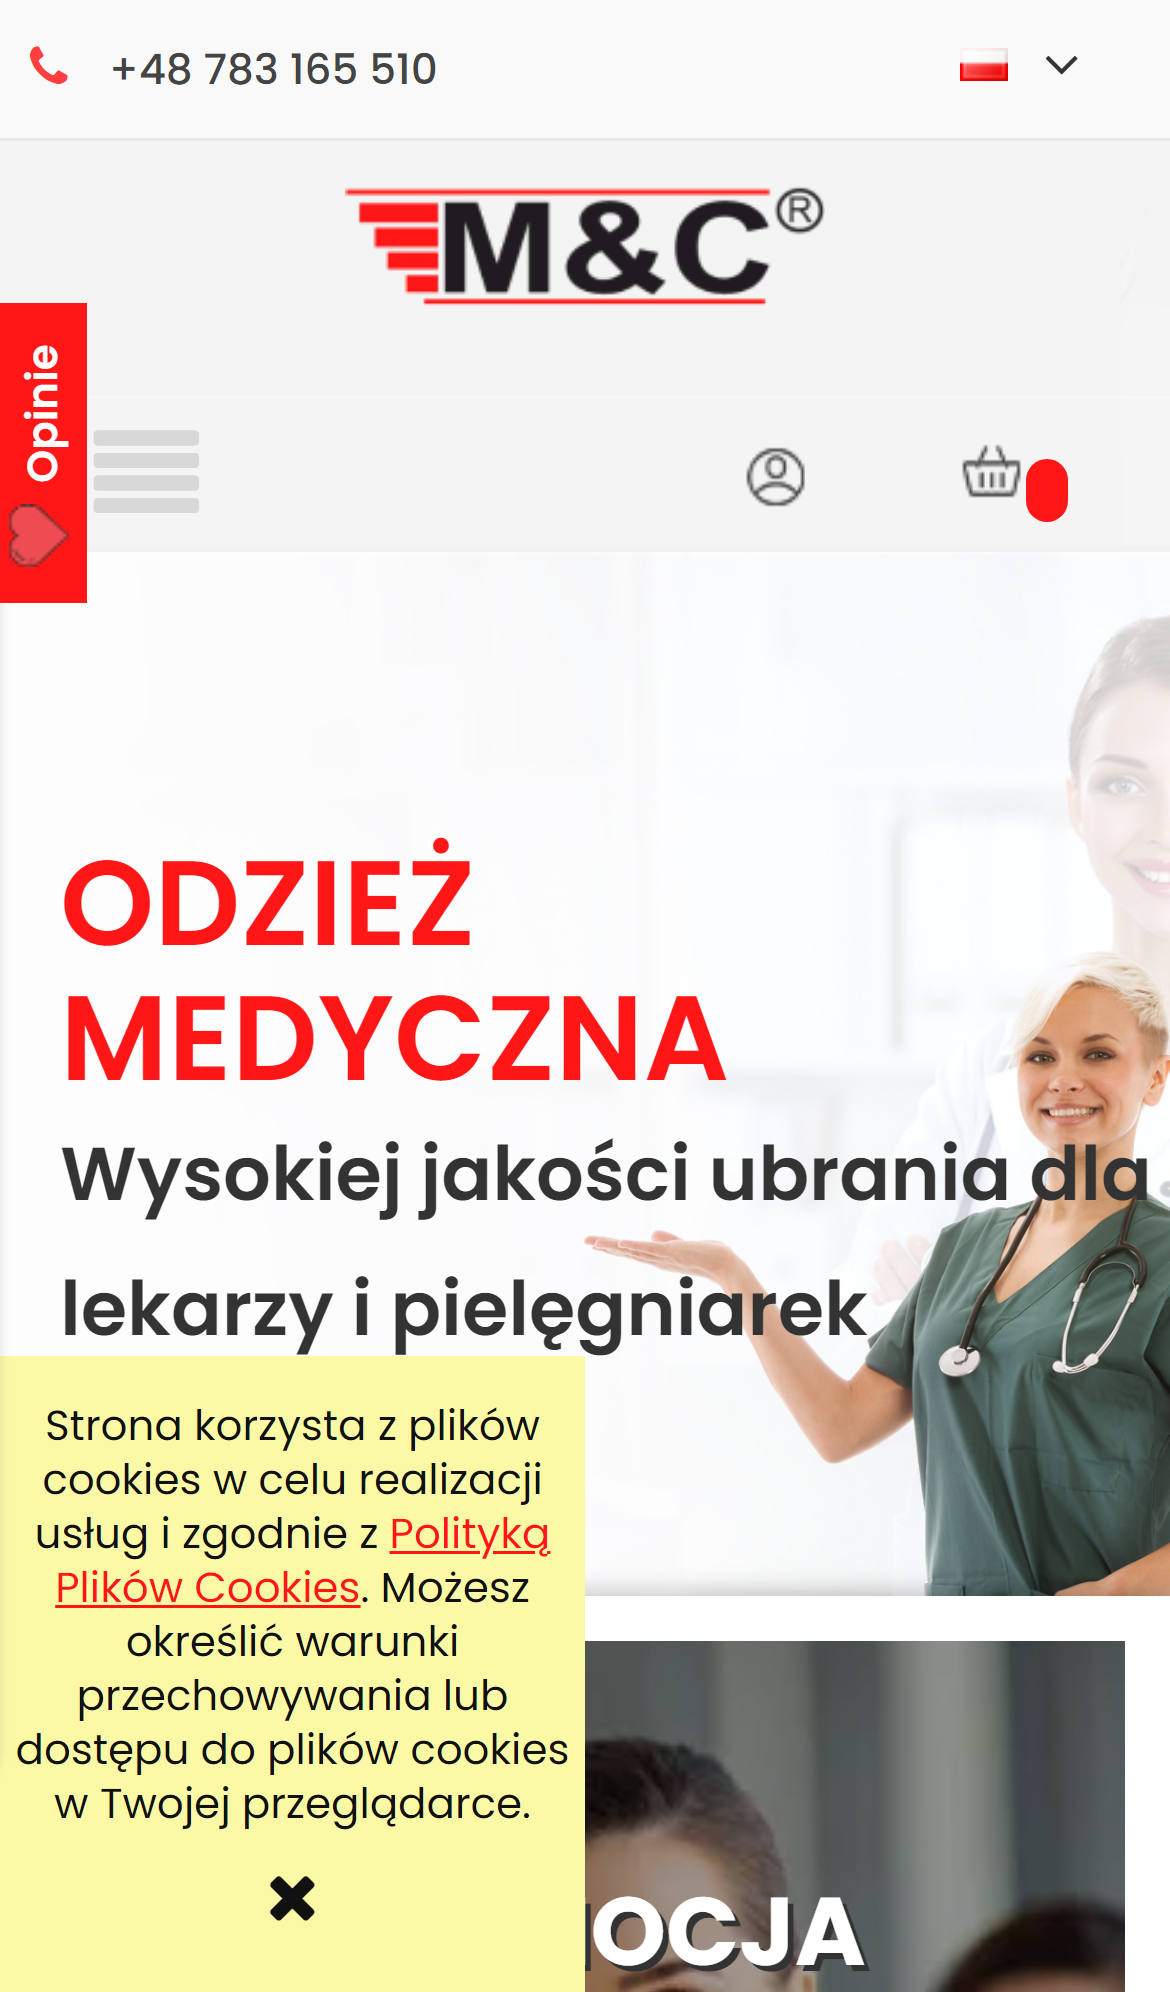 +48 783 165 510
M&C®
Opinie
ODZIEŻ
MEDYCZNA
Wysokiej jakości ubrania dla
lekarzy i pielęgniarek
Strona korzysta z plików
cookies w celu realizacji
usług i zgodnie z Polityką
Plików Cookies. Możesz
określić warunki
przechowywania lub
dostępu do plików cookies
w Twojej przeglądarce.
OCJA